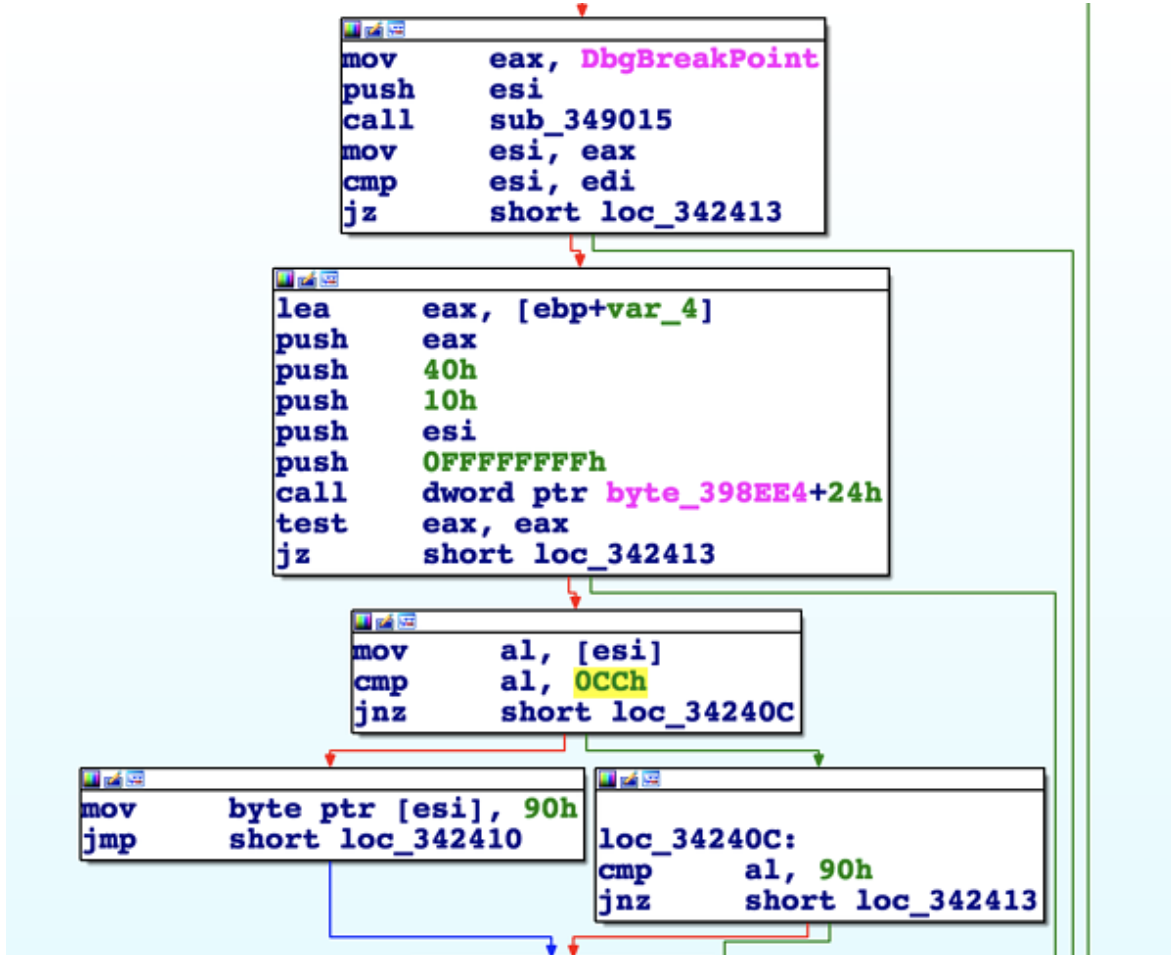 mov eax, DbgBreakPoint
push esi
call sub_349015
mov esi, eax
cmp esi, edi
jz short loc_342413
lea eax, [ebp+var_4]
push eax
push 40h
push 10h
push esi
push 0FFFFFFFFh
call dword ptr byte_398EE4+24h
test eax, eax
jz short loc_342413
mov al, [esi]
cmp al, 0CCh
jnz short loc_34240C
mov byte ptr [esi], 90h
jmp short loc_342410
loc_34240C:
cmp al, 90h
jnz short loc_342413